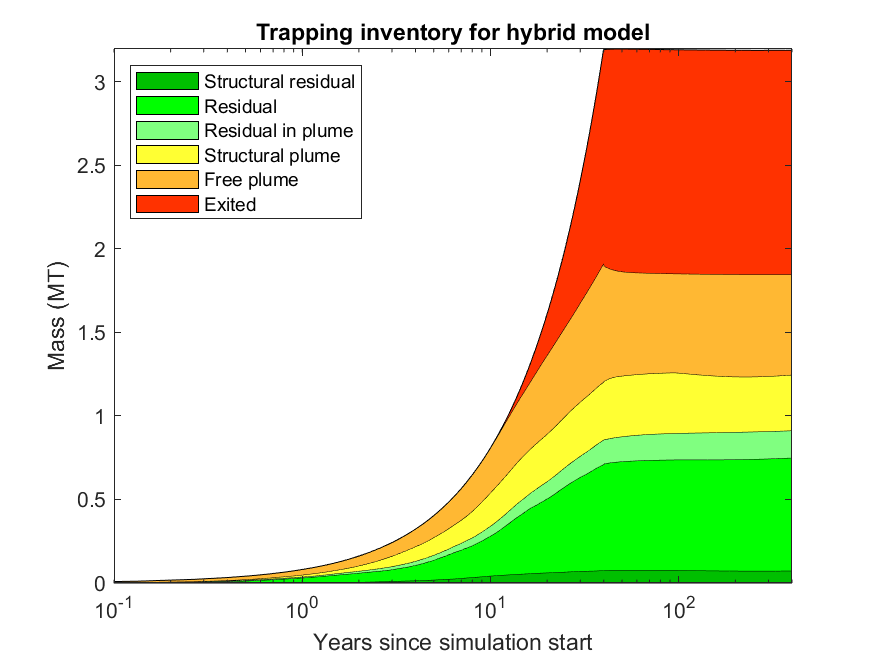 Trapping inventory for hybrid model
3
2.5
2
1.5
1
0.5
0
Mass (MT)
Structural residual
Residual
Residual in plume
Structural plume
Free plume
Exited
10⁻¹ 10⁰ 10¹ 10²
Years since simulation start